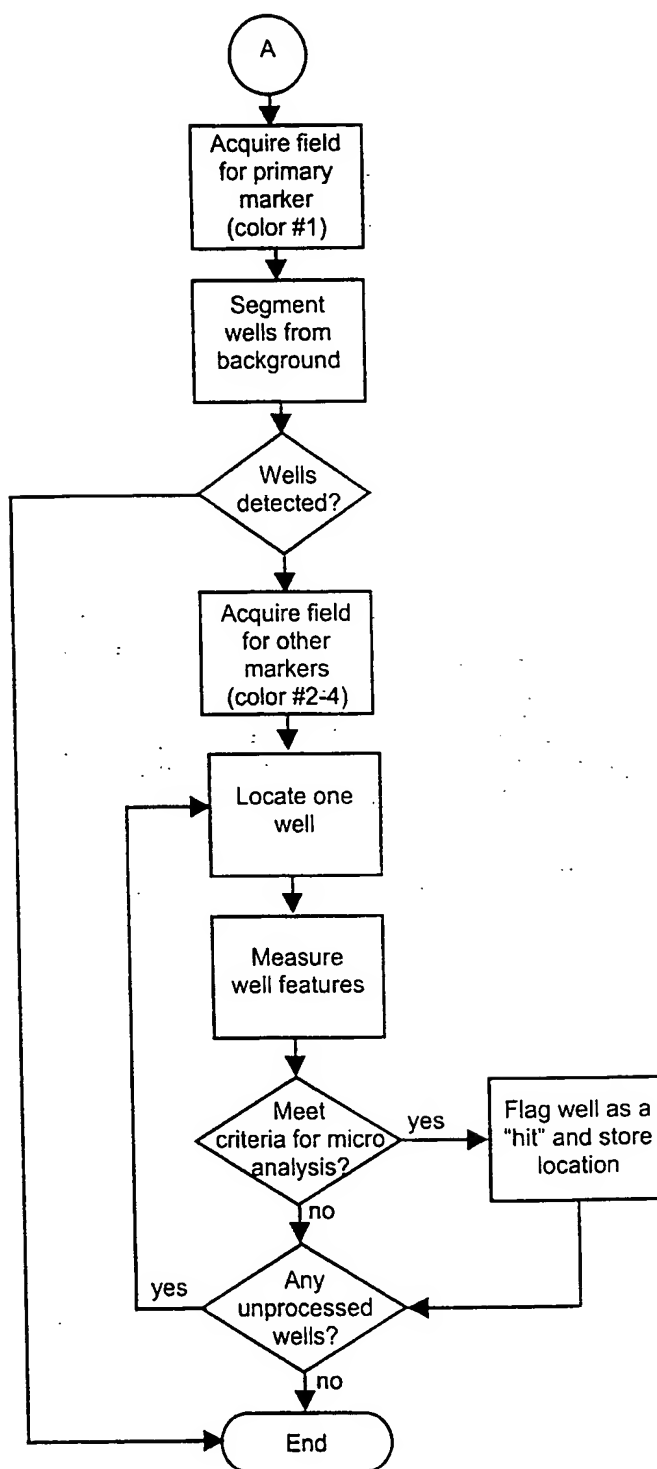 A
Acquire field
for primary
marker
(color #1)
Segment
wells from
background
Wells
detected?
Acquire field
for other
markers
(color #2-4)
Locate one
well
Measure
well features
Meet
criteria for micro
analysis?
yes
Flag well as a
"hit" and store
location
no
Any
unprocessed
wells?
yes
no
End